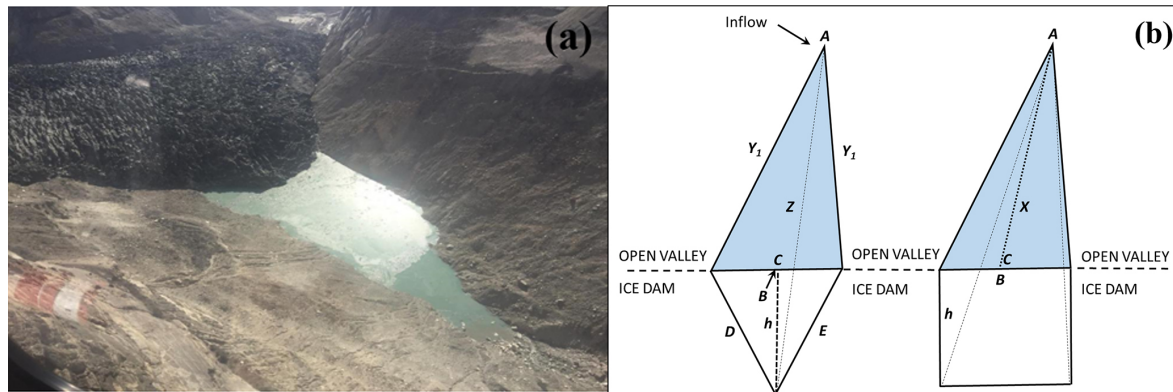 (a)
(b)
Inflow
A
A
Y1
Y1
Z
X
OPEN VALLEY
C
OPEN VALLEY
C
OPEN VALLEY
ICE DAM
B
ICE DAM
B
ICE DAM
D
h
E
h